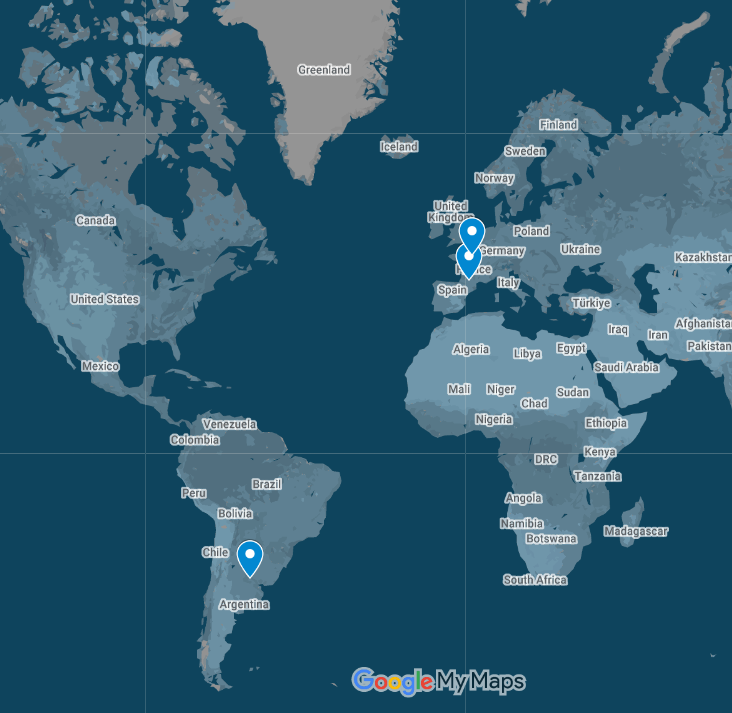 Greenland
Finland
Iceland
Sweden
Norway
United
Kingdom
Canada
Poland
Germany
Ukraine
Kazakhstan
France
Italy
Spain
United States
Türkiye
Afghanistan
Iraq
Iran
Pakistan
Algeria
Libya
Egypt
Mexico
Saudi Arabia
Mali
Niger
Sudan
Chad
Nigeria
Ethiopia
Venezuela
Colombia
Kenya
DRC
Tanzania
Brazil
Peru
Angola
Bolivia
Namibia
Madagascar
Botswana
Chile
South Africa
Argentina
Google My Maps